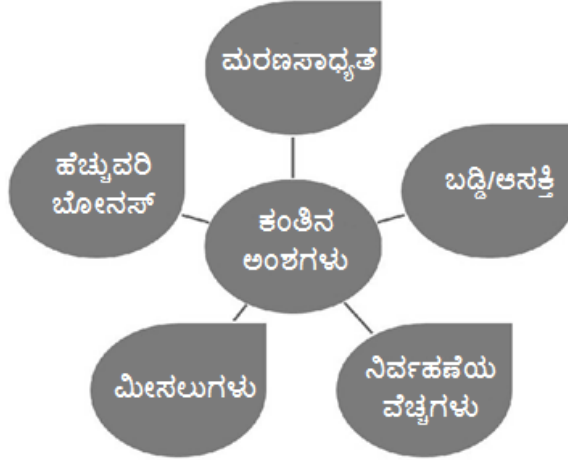 ಮರಣಸಾಧ್ಯತೆ
ಹೆಚ್ಚುವರಿ
ಬೋನಸ್
ಬಡ್ಡಿ/ಆಸಕ್ತಿ
ಕಂತಿನ
ಅಂಶಗಳು
ಮೀಸಲುಗಳು
ನಿರ್ವಹಣೆಯ
ವೆಚ್ಚಗಳು